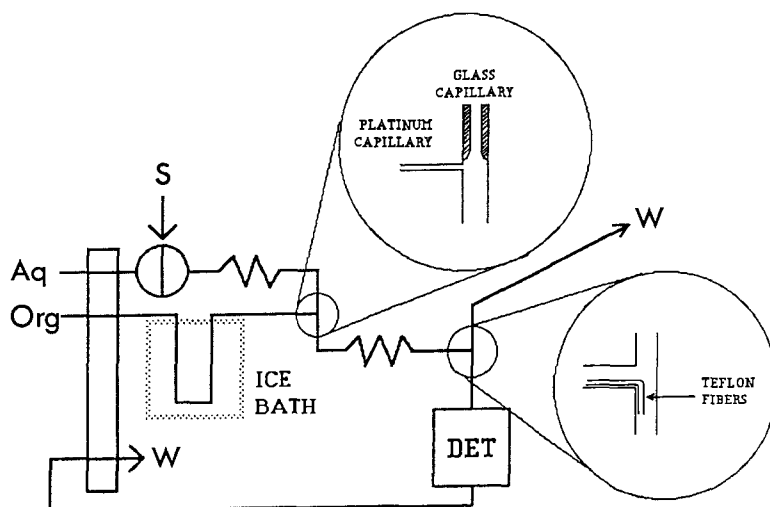 GLASS
CAPILLARY
PLATINUM
CAPILLARY
S
W
Aq
Org
ICE
BATH
TEFLON
FIBERS
W
DET